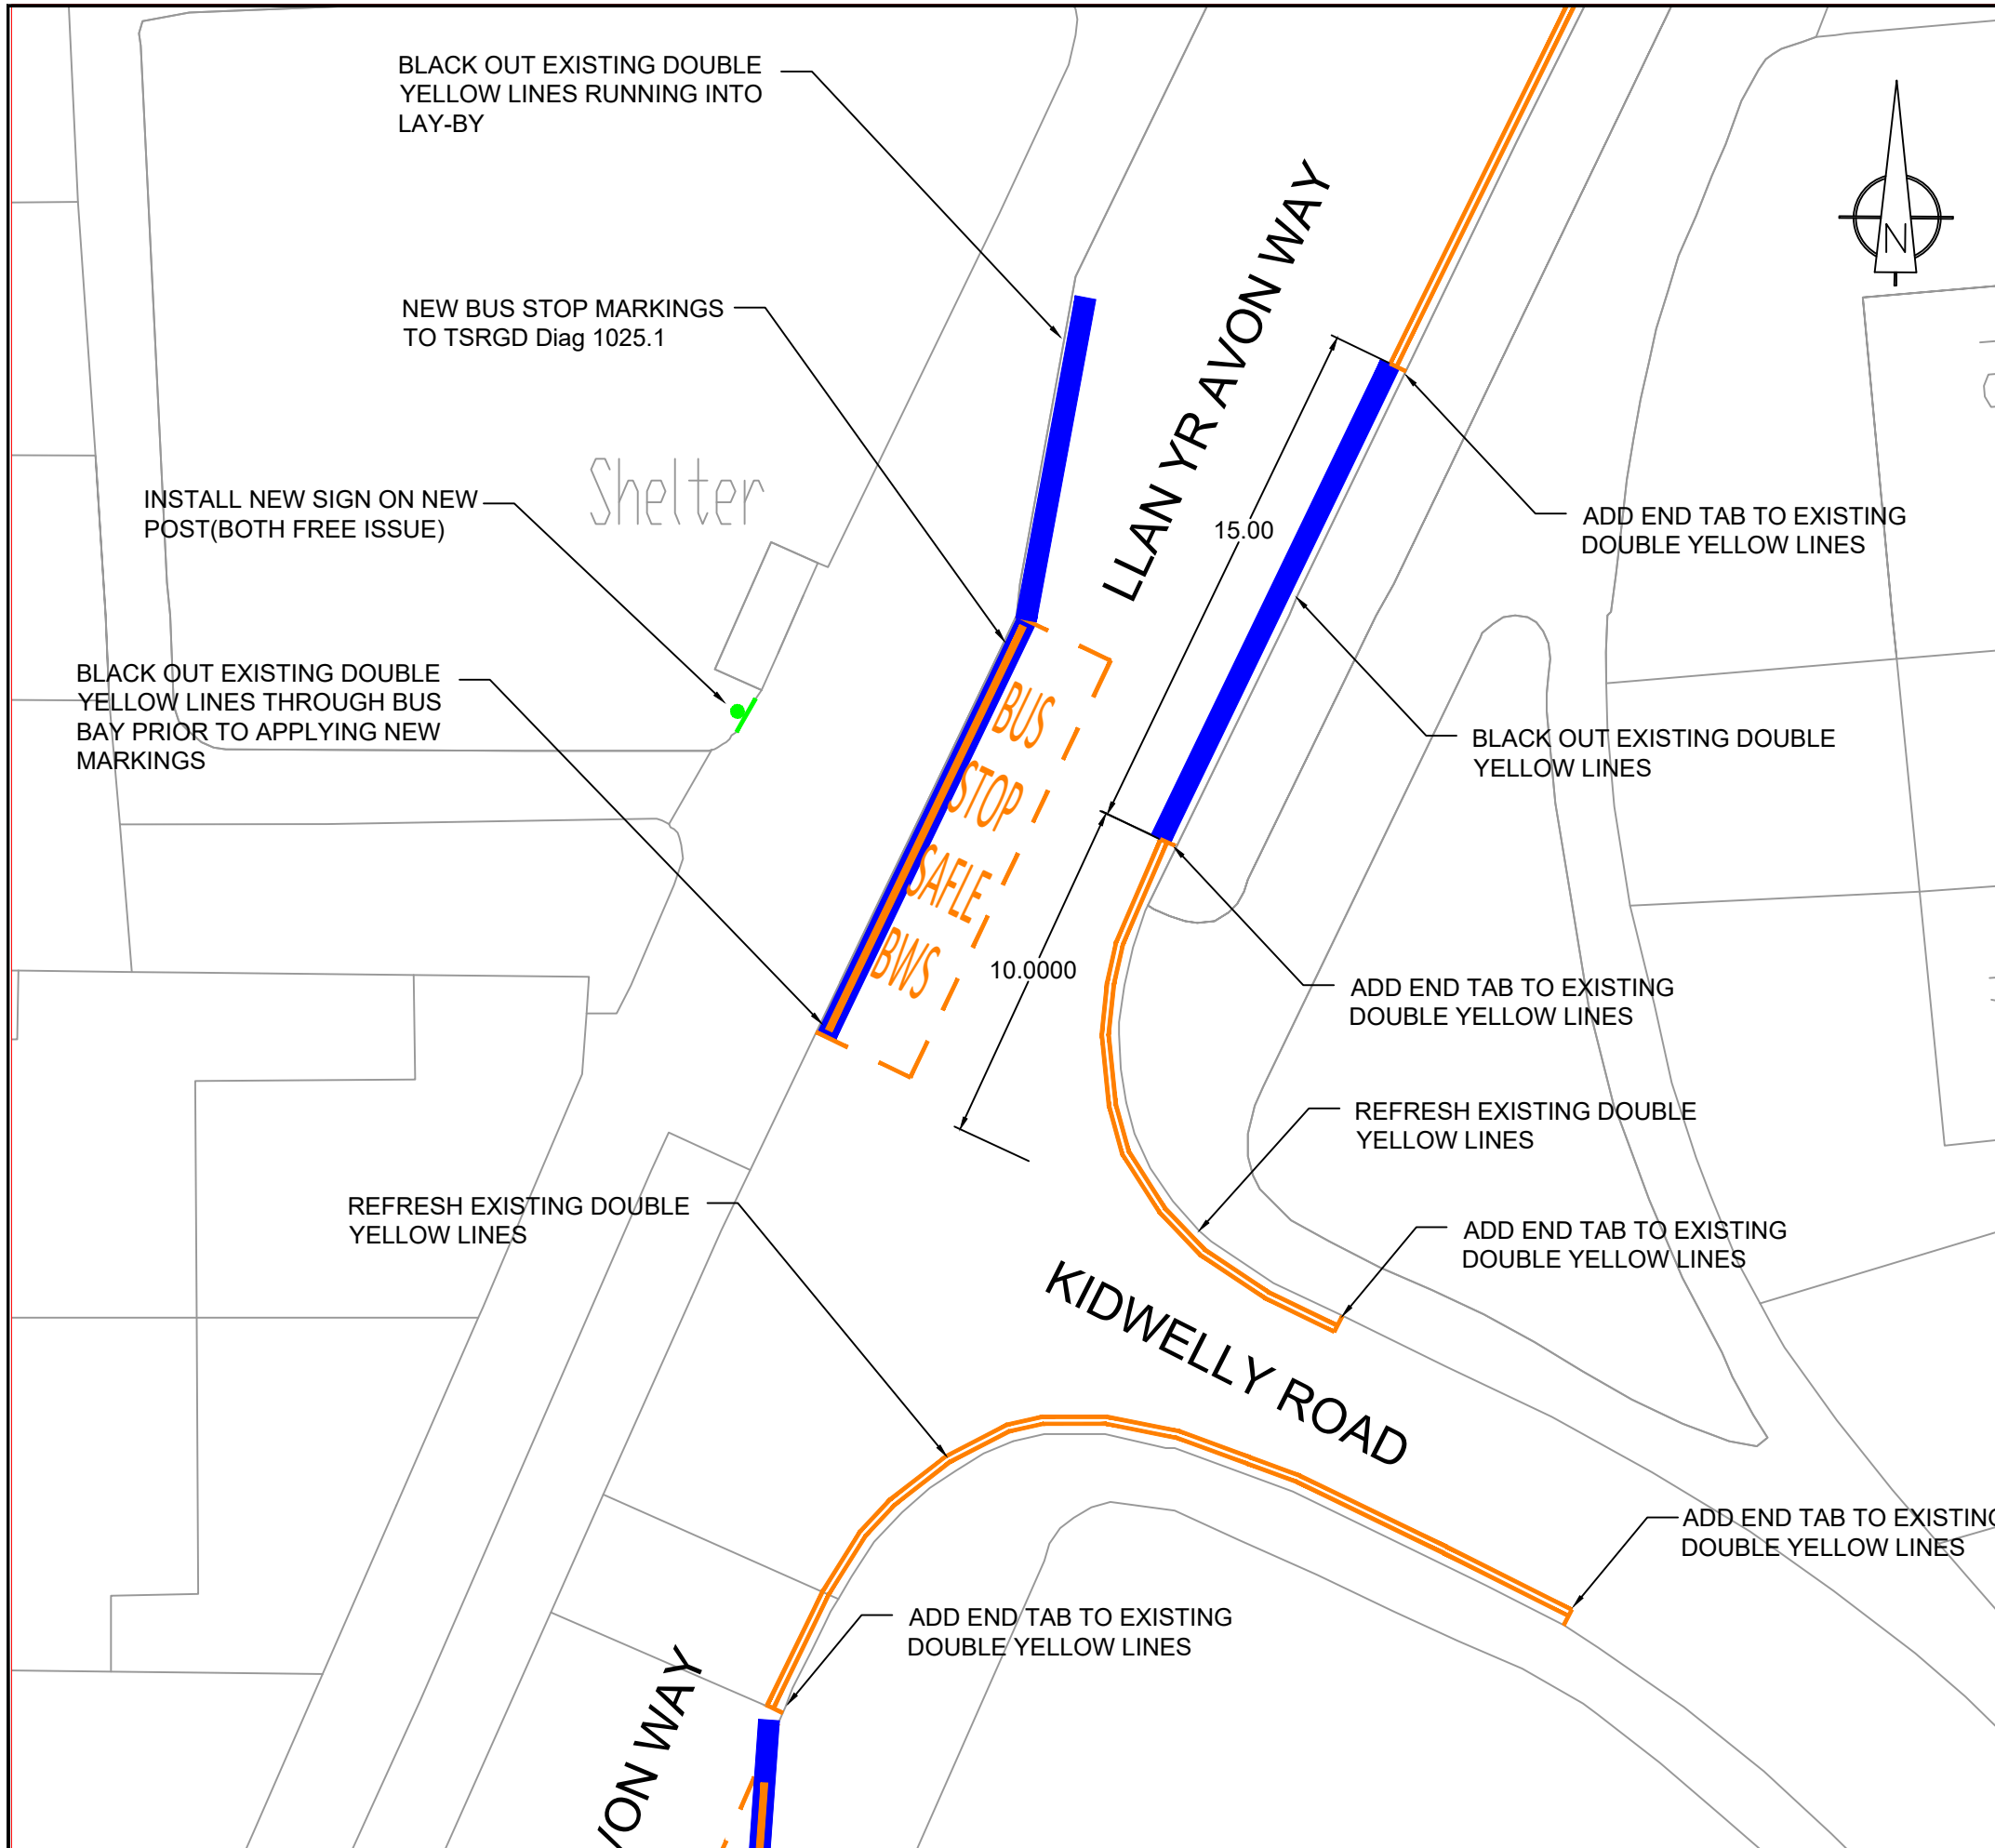 BLACK OUT EXISTING DOUBLE
YELLOW LINES RUNNING INTO
LAY-BY
NEW BUS STOP MARKINGS
TO TSRGD Diag 1025.1
INSTALL NEW SIGN ON NEW
POST(BOTH FREE ISSUE)
Shelter
BLACK OUT EXISTING DOUBLE
YELLOW LINES THROUGH BUS
BAY PRIOR TO APPLYING NEW
MARKINGS
LLAN YR AVON WAY
N
15.00
ADD END TAB TO EXISTING
DOUBLE YELLOW LINES
BUS
STOP
SAFLE
BWS
BLACK OUT EXISTING DOUBLE
YELLOW LINES
10.0000
ADD END TAB TO EXISTING
DOUBLE YELLOW LINES
REFRESH EXISTING DOUBLE
YELLOW LINES
REFRESH EXISTING DOUBLE
YELLOW LINES
ADD END TAB TO EXISTING
DOUBLE YELLOW LINES
KIDWELLY ROAD
ADD END TAB TO EXISTING
DOUBLE YELLOW LINES
ADD END TAB TO EXISTING
DOUBLE YELLOW LINES
VON WAY